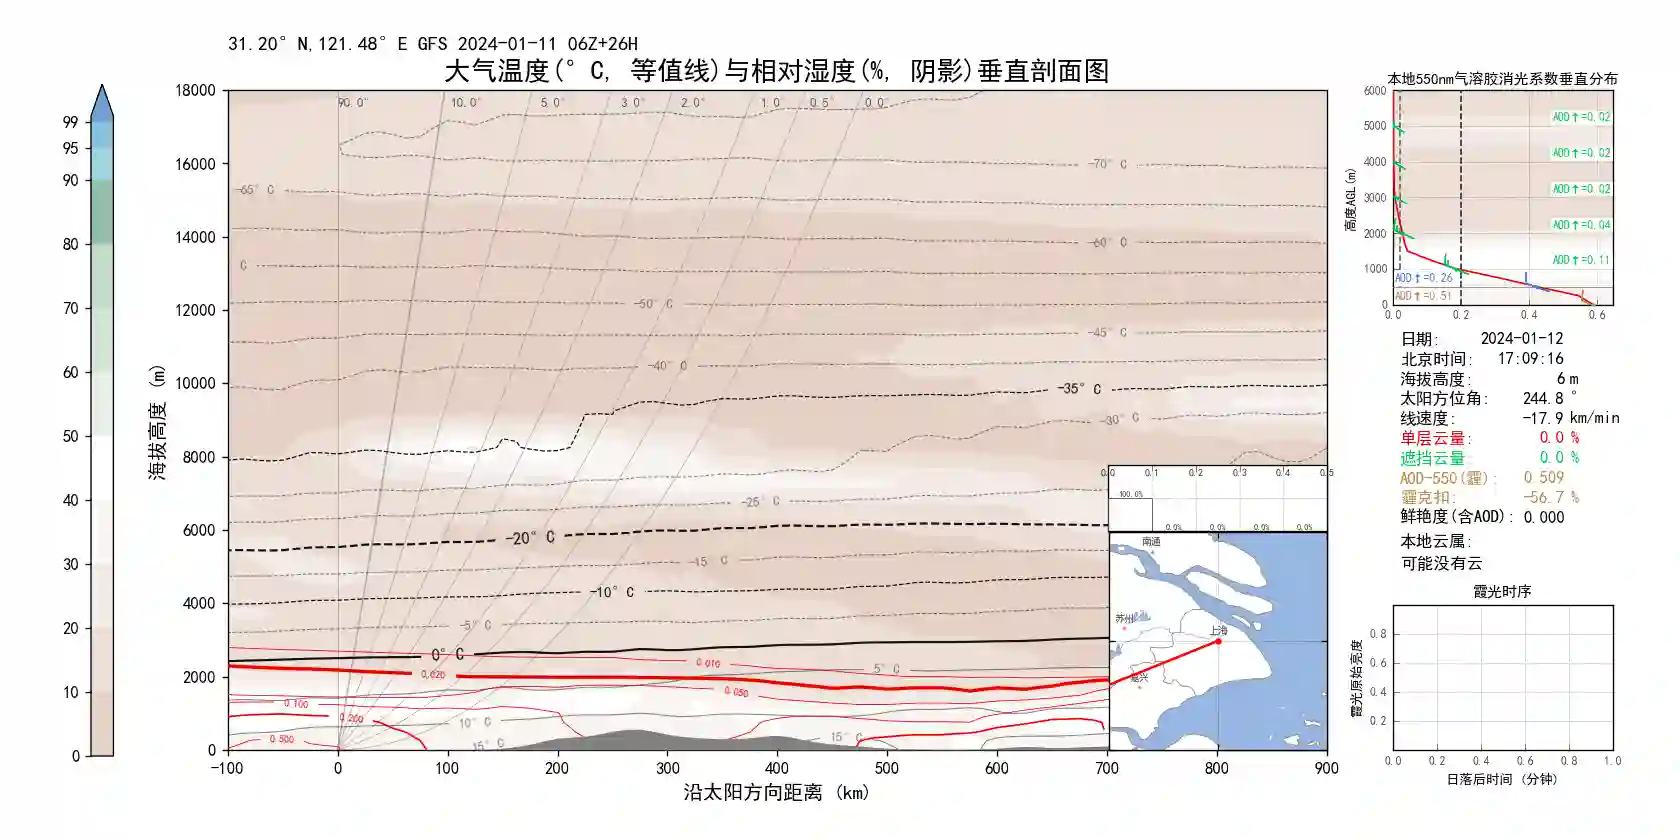 31.20° N,121.48° E GFS 2024-01-11 06Z+26H
大气温度(° C, 等值线)与相对湿度(%, 阴影)垂直剖面图
99
95
90
80
70
60
50
40
30
20
10
0
海拔高度 (m)
18000
16000
14000
12000
10000
8000
6000
4000
2000
0
90.0° 10.0° 5.0° 3.0° 2.0° 1.0 0.5° 0.0°
-70° C
-65° C
-60° C
C
-50° C
-45° C
-40° C
-35° C
-30° C
-25° C
-20° C
-15 C
-10° C
-5° C
0° C
5° C
10° C
15° C
15° C
0.010
0.020
0.050
0.100
0.200
0.500
-100 0 100 200 300 400 500 600 700 800 900
沿太阳方向距离 (km)
0.0 0.1 0.2 0.3 0.4 0.5
100.0%
0.0% 0.0% 0.0% 0.0%
南通
苏州
上海
嘉兴
本地550nm气溶胶消光系数垂直分布
高度AGL(m)
6000
5000
4000
3000
2000
1000
0
AOD↑=0.02
AOD↑=0.02
AOD↑=0.02
AOD↑=0.04
AOD↑=0.11
AOD↑=0.26
AOD↑=0.51
0.0 0.2 0.4 0.6
日期: 2024-01-12
北京时间: 17:09:16
海拔高度: 6 m
太阳方位角: 244.8 °
线速度: -17.9 km/min
单层云量: 0.0 %
遮挡云量: 0.0 %
AOD-550(霾): 0.509
霾克扣: -56.7 %
鲜艳度(含AOD): 0.000
本地云属:
可能没有云
霞光时序
霞光原始亮度
0.8
0.6
0.4
0.2
0.0 0.2 0.4 0.6 0.8 1.0
日落后时间 (分钟)